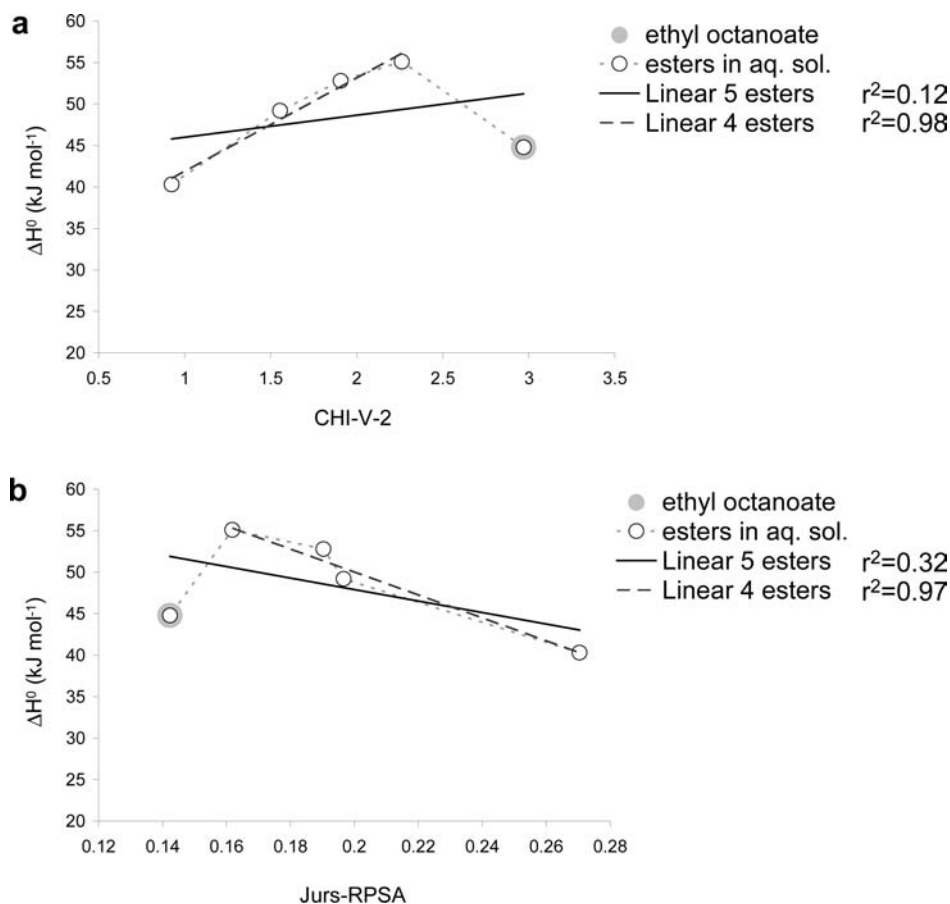 a
60
55
50
45
40
35
30
25
20
ΔH⁰ (kJ mol⁻¹)
0.5 1 1.5 2 2.5 3 3.5
CHI-V-2
ethyl octanoate
esters in aq. sol.
Linear 5 esters r²=0.12
Linear 4 esters r²=0.98
b
60
55
50
45
40
35
30
25
20
ΔH⁰ (kJ mol⁻¹)
0.12 0.14 0.16 0.18 0.2 0.22 0.24 0.26 0.28
Jurs-RPSA
ethyl octanoate
esters in aq. sol.
Linear 5 esters r²=0.32
Linear 4 esters r²=0.97